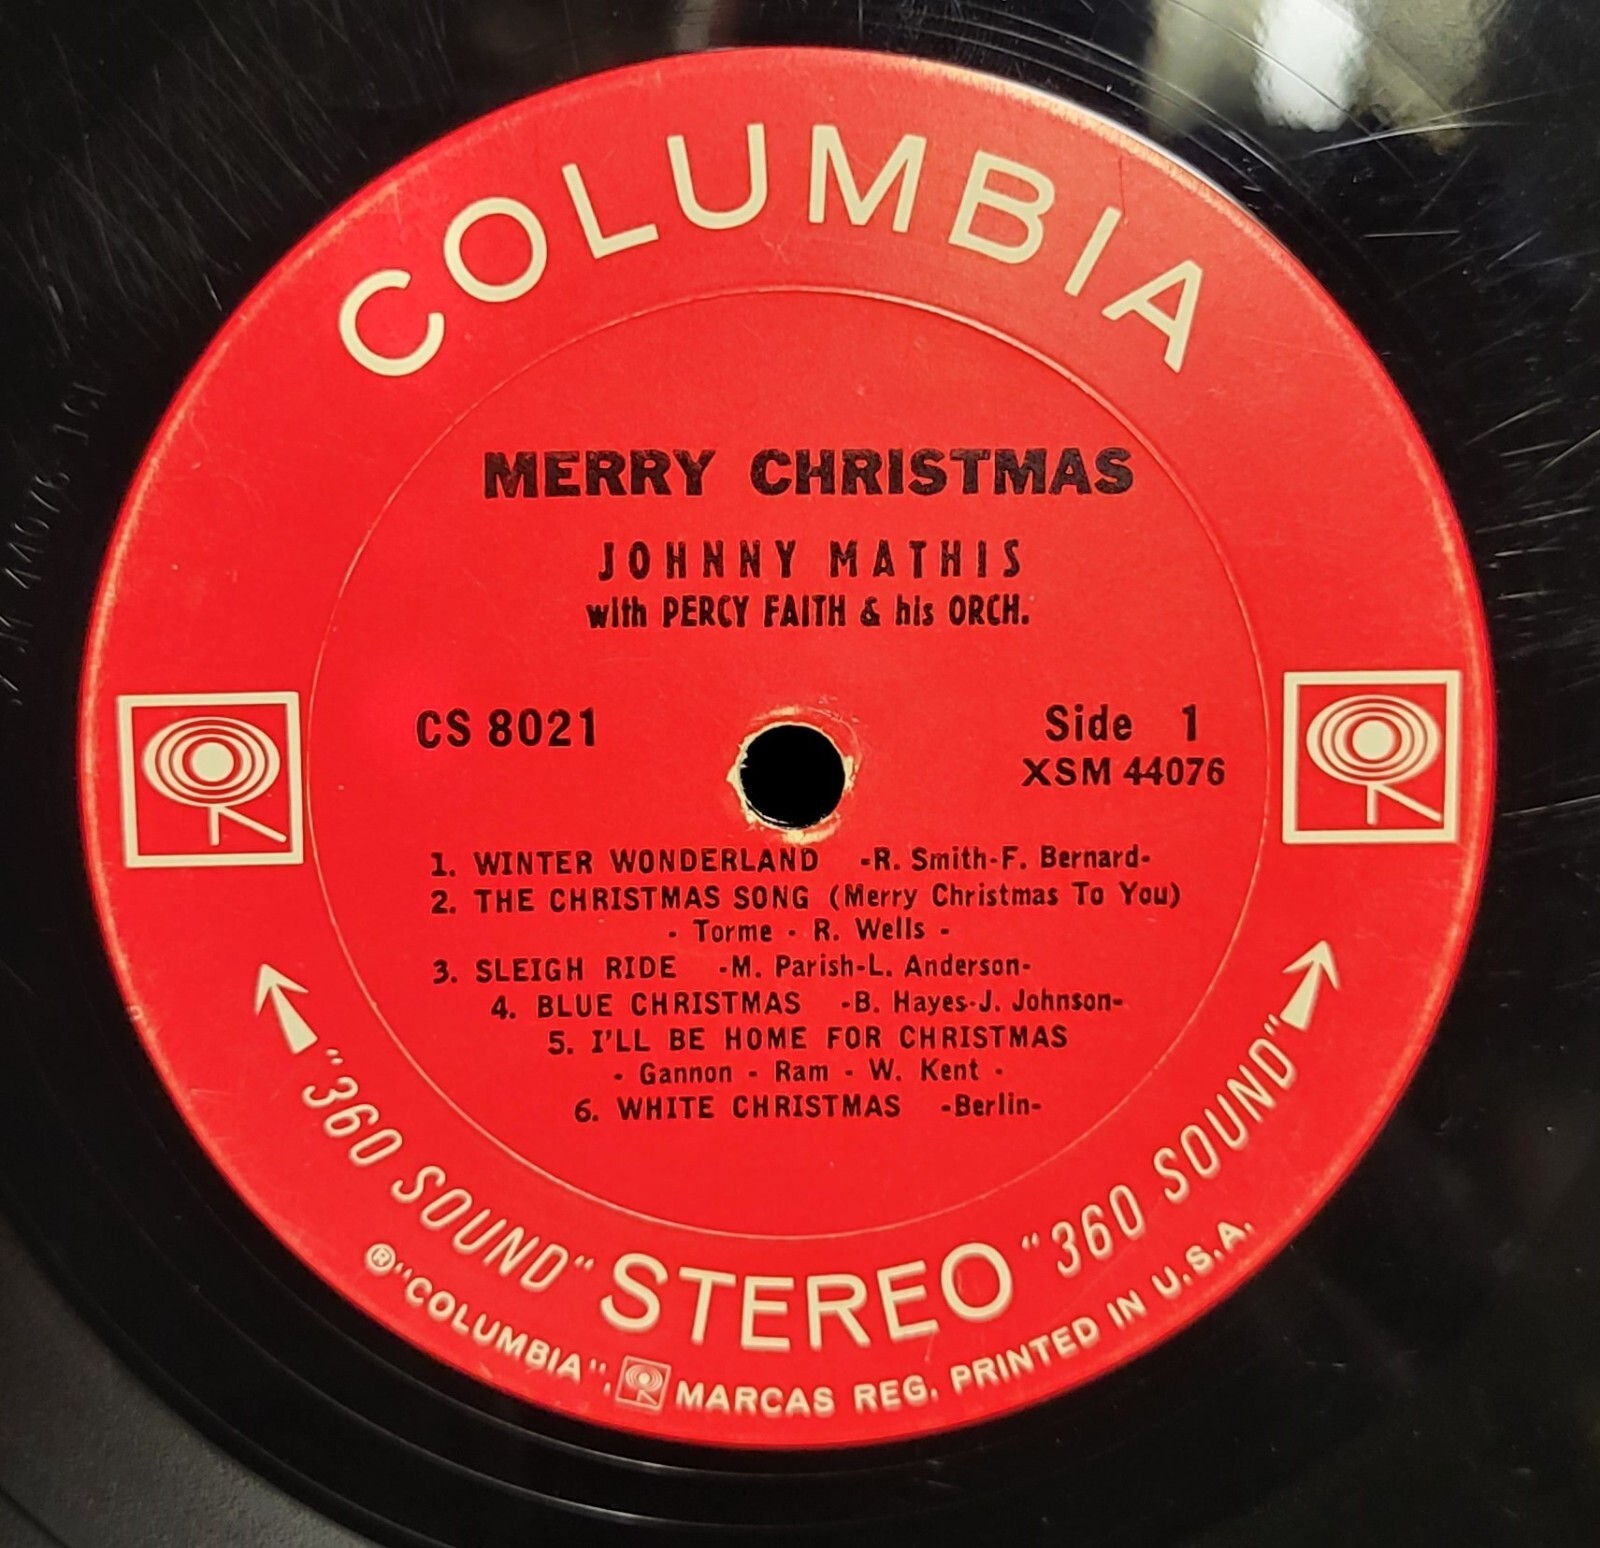 COLUMBIA
MERRY CHRISTMAS
JOHNNY MATHIS
with PERCY FAITH & his ORCH.
CS 8021
Side 1
XSM 44076
1. WINTER WONDERLAND -R. Smith-F. Bernard-
2. THE CHRISTMAS SONG (Merry Christmas To You)
- Torme - R. Wells -
3. SLEIGH RIDE -M. Parish-L. Anderson-
4. BLUE CHRISTMAS -B. Hayes-J. Johnson-
5. I'LL BE HOME FOR CHRISTMAS
- Gannon - Ram - W. Kent -
6. WHITE CHRISTMAS -Berlin-
"360 SOUND" STEREO "360 SOUND"
®"COLUMBIA", MARCAS REG. PRINTED IN U.S.A.
44076